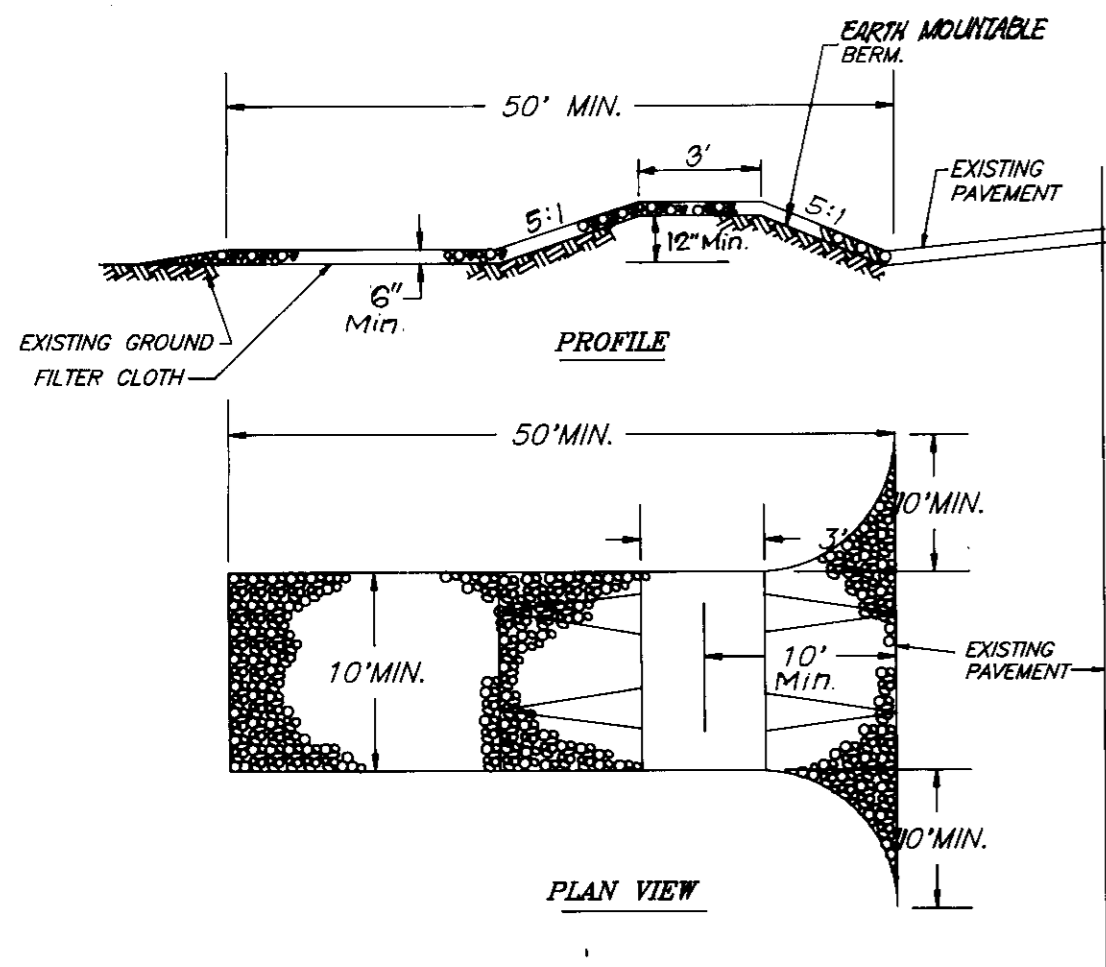 EARTH MOUNTABLE
BERM.
50' MIN.
3'
EXISTING
PAVEMENT
5:1
5:1
12" Min.
6"
Min.
EXISTING GROUND
FILTER CLOTH
PROFILE
50'MIN.
10'MIN.
3'
10'MIN.
10'
Min.
EXISTING
PAVEMENT
10'MIN.
PLAN VIEW